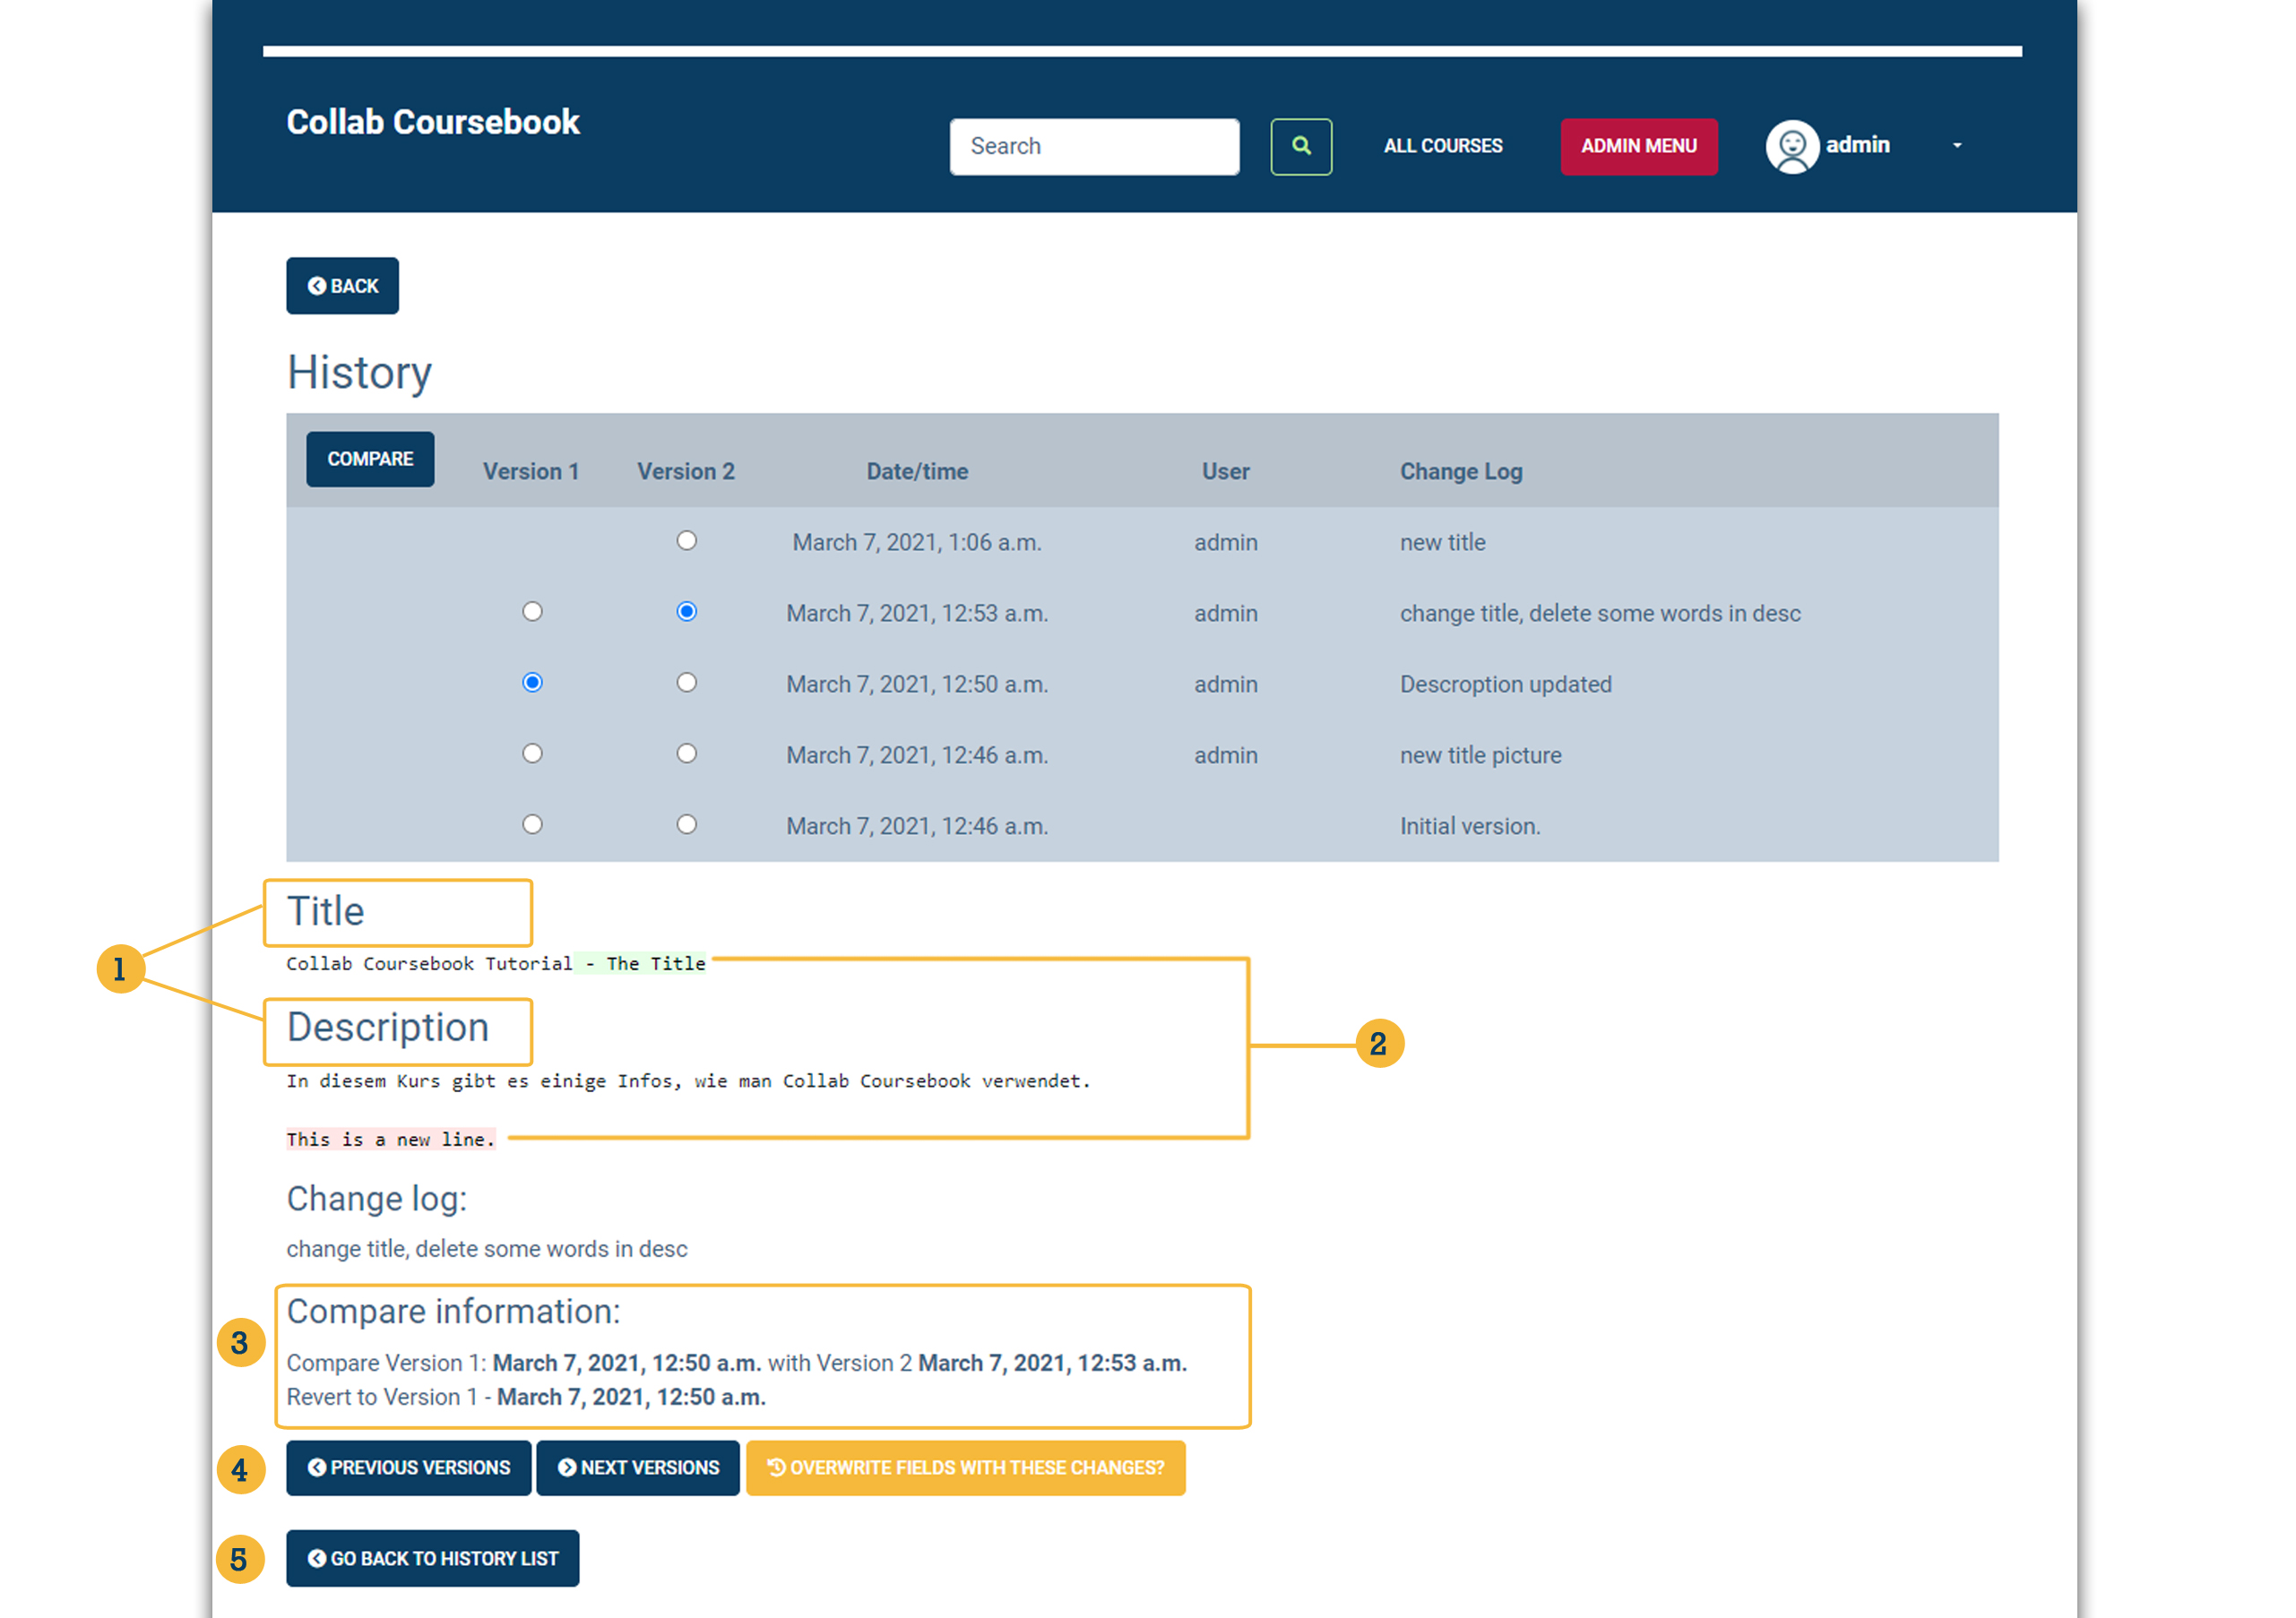 Collab Coursebook
Search
ALL COURSES
ADMIN MENU
admin
BACK
History
COMPARE Version 1 Version 2 Date/time User Change Log
March 7, 2021, 1:06 a.m. admin new title
March 7, 2021, 12:53 a.m. admin change title, delete some words in desc
March 7, 2021, 12:50 a.m. admin Descroption updated
March 7, 2021, 12:46 a.m. admin new title picture
March 7, 2021, 12:46 a.m. Initial version.
Title
1
Collab Coursebook Tutorial - The Title
Description
2
In diesem Kurs gibt es einige Infos, wie man Collab Coursebook verwendet.
This is a new line.
Change log:
change title, delete some words in desc
Compare information:
3
Compare Version 1: March 7, 2021, 12:50 a.m. with Version 2 March 7, 2021, 12:53 a.m.
Revert to Version 1 - March 7, 2021, 12:50 a.m.
4
PREVIOUS VERSIONS NEXT VERSIONS OVERWRITE FIELDS WITH THESE CHANGES?
5
GO BACK TO HISTORY LIST